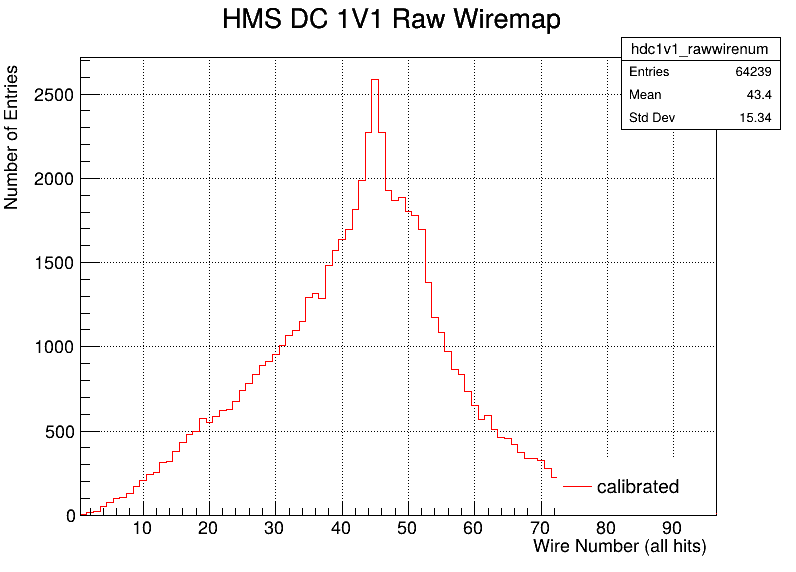 HMS DC 1V1 Raw Wiremap
hdc1v1_rawwirenum
Entries 64239
Mean 43.4
Std Dev 15.34
Number of Entries
2500
2000
1500
1000
500
0
10 20 30 40 50 60 70 80 90
Wire Number (all hits)
calibrated